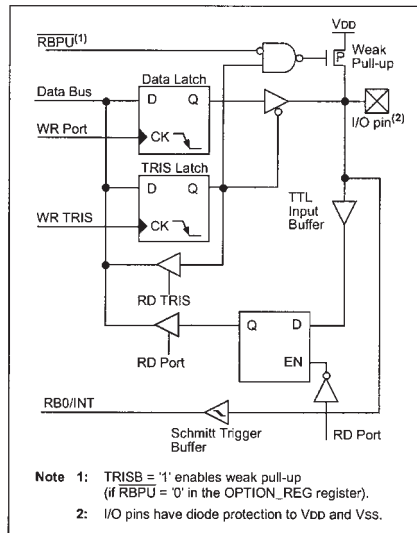 VDD
RBPU(1)
P
Weak
Pull-up
Data Bus
Data Latch
D Q
I/O pin(2)
WR Port
CK
TRIS Latch
D Q
WR TRIS
CK
TTL
Input
Buffer
RD TRIS
Q D
RD Port
EN
RB0/INT
Schmitt Trigger
Buffer
RD Port
Note 1: TRISB = '1' enables weak pull-up
(if RBPU = '0' in the OPTION_REG register).
2: I/O pins have diode protection to VDD and VSS.